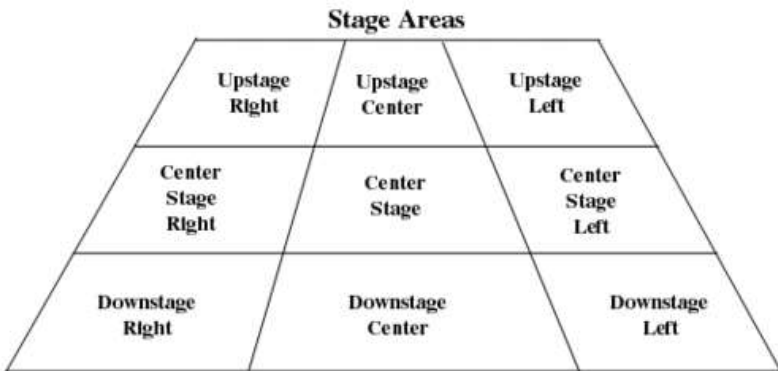 Stage Areas
Upstage
Right
Upstage
Center
Upstage
Left
Center
Stage
Right
Center
Stage
Center
Stage
Left
Downstage
Right
Downstage
Center
Downstage
Left